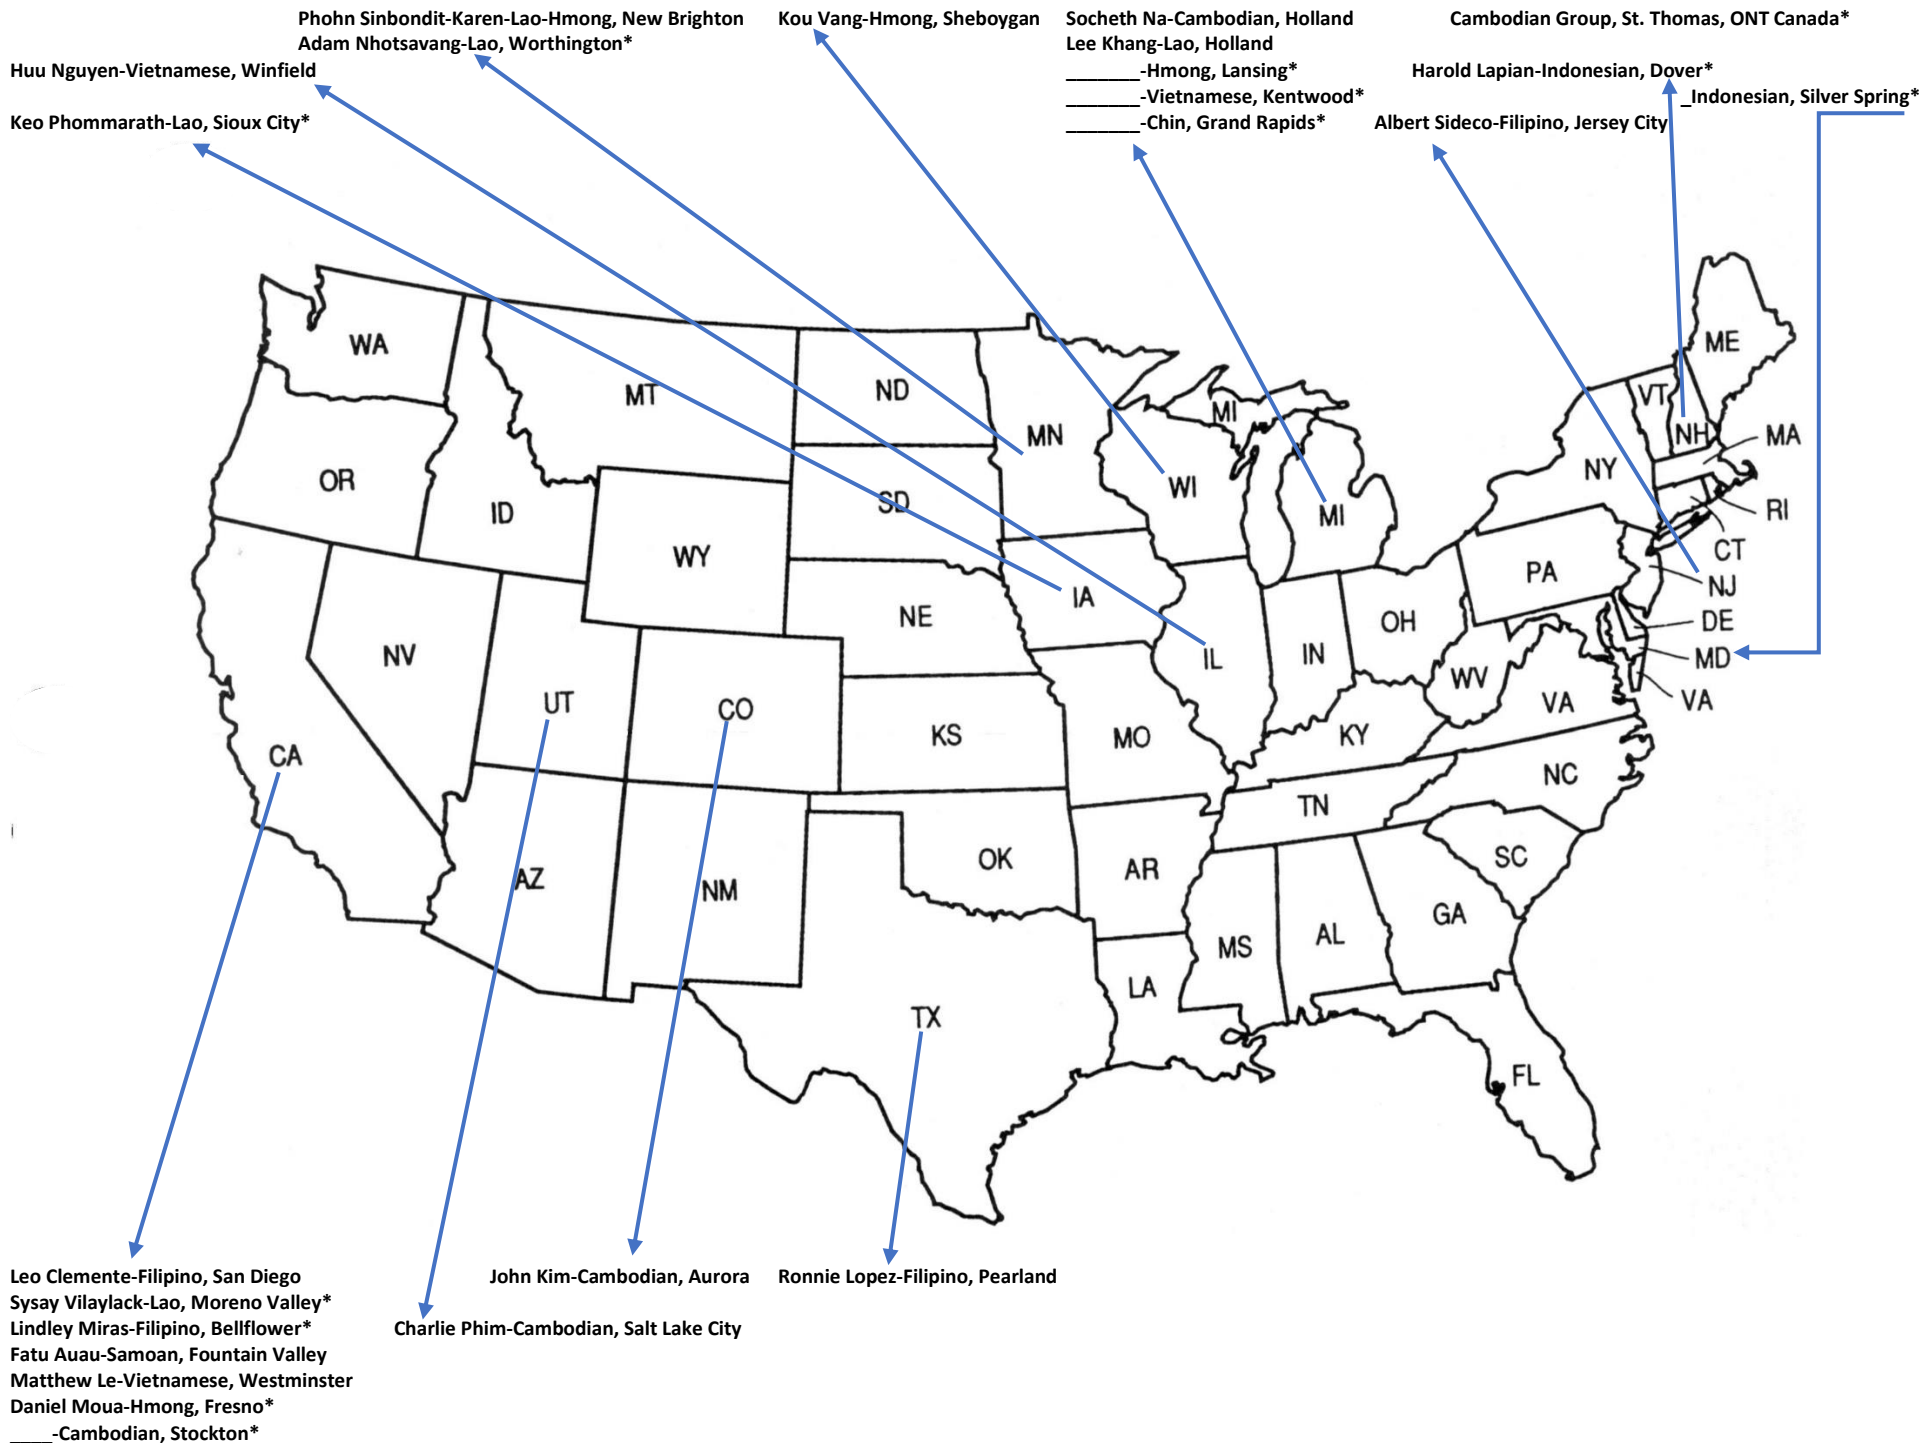 Phohn Sinbondit-Karen-Lao-Hmong, New Brighton
Adam Nhotsavang-Lao, Worthington*
Kou Vang-Hmong, Sheboygan
Socheth Na-Cambodian, Holland
Lee Khang-Lao, Holland
_______-Hmong, Lansing*
_______-Vietnamese, Kentwood*
_______-Chin, Grand Rapids*
Cambodian Group, St. Thomas, ONT Canada*
Huu Nguyen-Vietnamese, Winfield
Harold Lapian-Indonesian, Dover*
_Indonesian, Silver Spring*
Keo Phommarath-Lao, Sioux City*
Albert Sideco-Filipino, Jersey City
WA
MT
ND
MN
MI
VT
ME
NH
MA
OR
ID
SD
WI
MI
NY
RI
WY
CT
IA
PA
NJ
NE
OH
DE
NV
IL
IN
WV
MD
VA
UT
CO
VA
CA
KS
MO
KY
NC
TN
AZ
NM
OK
AR
SC
GA
MS
AL
LA
TX
FL
Leo Clemente-Filipino, San Diego
Sysay Vilaylack-Lao, Moreno Valley*
Lindley Miras-Filipino, Bellflower*
Fatu Auau-Samoan, Fountain Valley
Matthew Le-Vietnamese, Westminster
Daniel Moua-Hmong, Fresno*
____-Cambodian, Stockton*
John Kim-Cambodian, Aurora
Ronnie Lopez-Filipino, Pearland
Charlie Phim-Cambodian, Salt Lake City